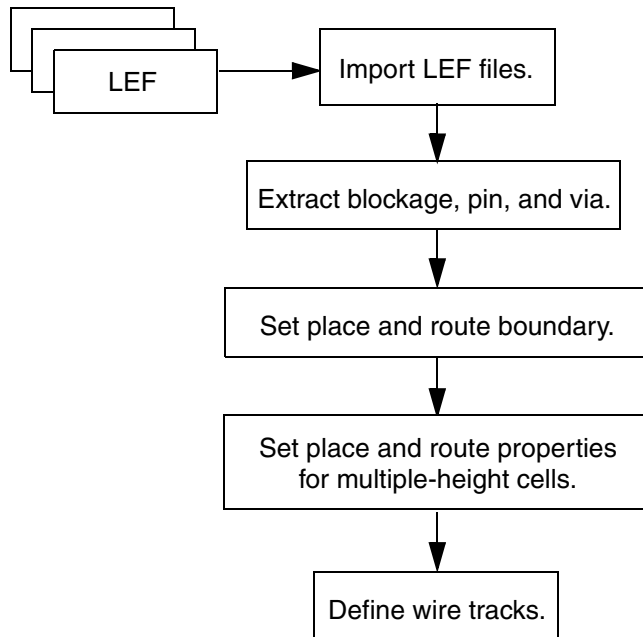 LEF
Import LEF files.
Extract blockage, pin, and via.
Set place and route boundary.
Set place and route properties
for multiple-height cells.
Define wire tracks.